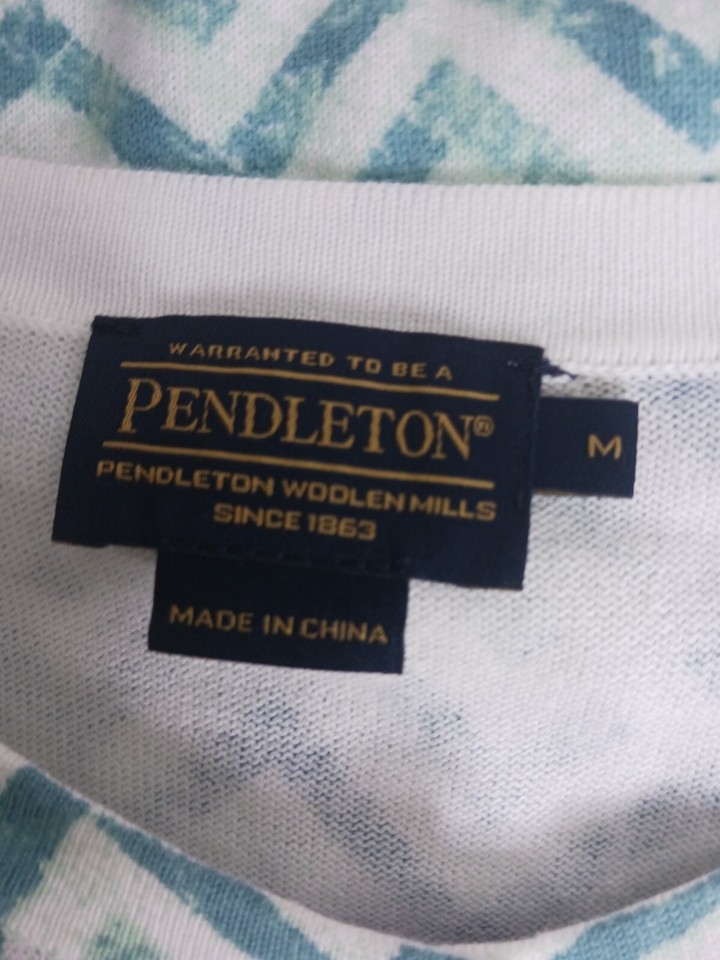 WARRANTED TO BE A
PENDLETON®
PENDLETON WOOLEN MILLS
SINCE 1863
M
MADE IN CHINA